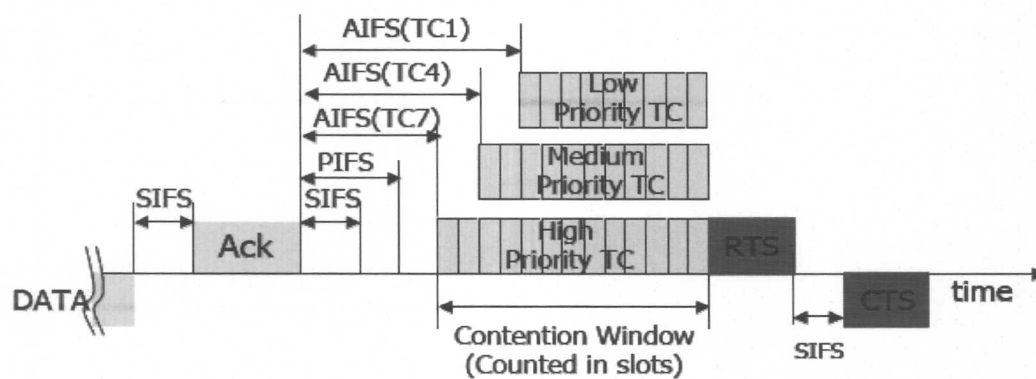 AIFS(TC1)
AIFS(TC4)
AIFS(TC7)
PIFS
SIFS
SIFS
Low
Priority TC
Medium
Priority TC
High
Priority TC
Ack
RTS
DATA
CTS
time
Contention Window
(Counted in slots)
SIFS